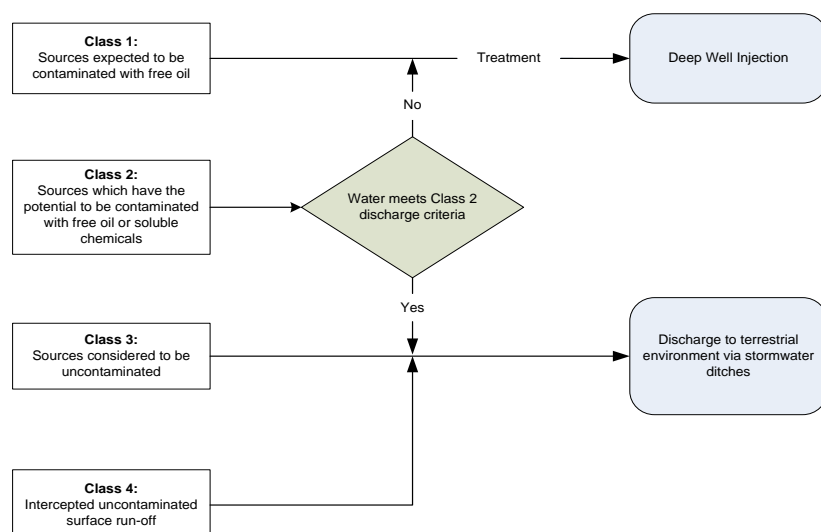 Class 1:
Sources expected to be
contaminated with free oil
Treatment
Deep Well Injection
No
Class 2:
Sources which have the
potential to be contaminated
with free oil or soluble
chemicals
Water meets Class 2
discharge criteria
Yes
Class 3:
Sources considered to be
uncontaminated
Discharge to terrestrial
environment via stormwater
ditches
Class 4:
Intercepted uncontaminated
surface run-off